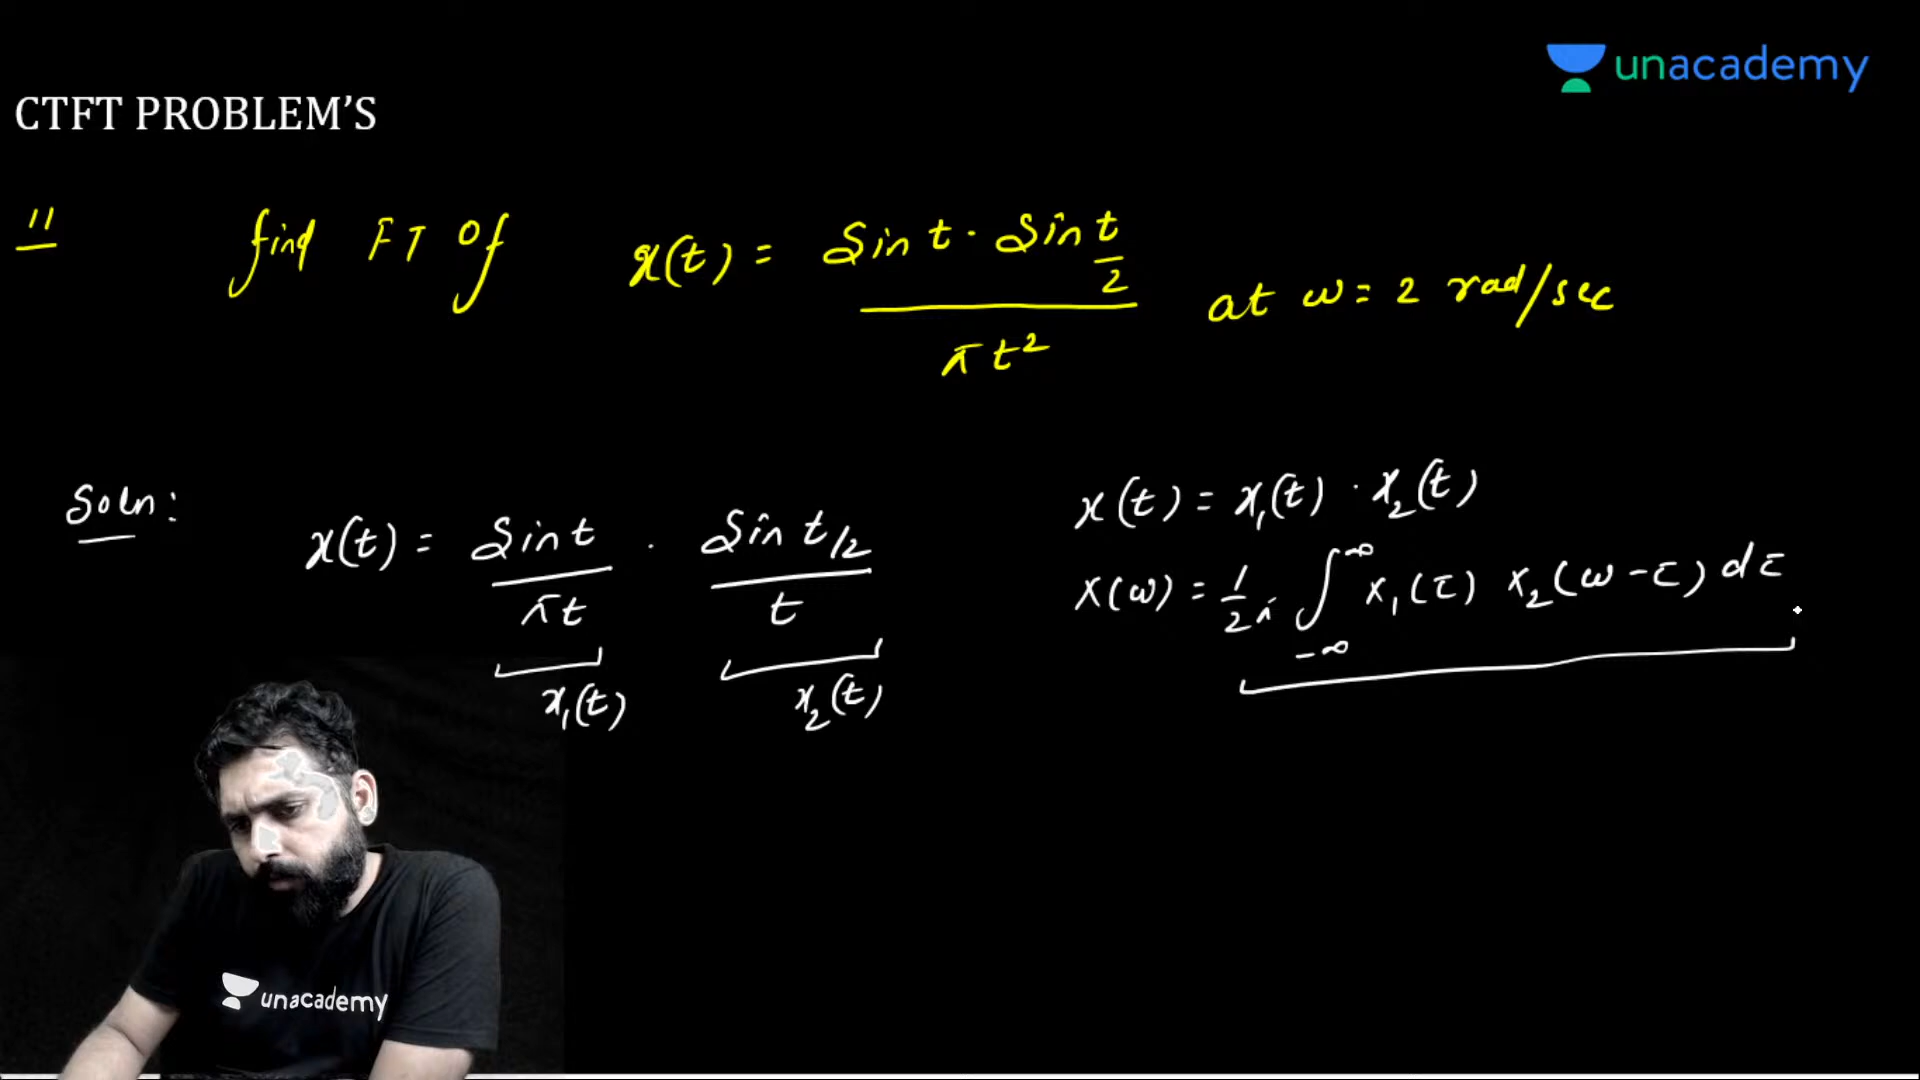 unacademy
CTFT PROBLEM’S
11 find FT Of x(t) = Sin t · Sin t/2 / πt² at ω = 2 rad/sec
Soln:
x(t) = Sin t / πt · Sin t/2 / t
x₁(t) x₂(t)
x(t) = x₁(t) · x₂(t)
X(ω) = 1/2π ∫_{-∞}^{∞} X₁(τ) X₂(ω-τ) dτ
unacademy